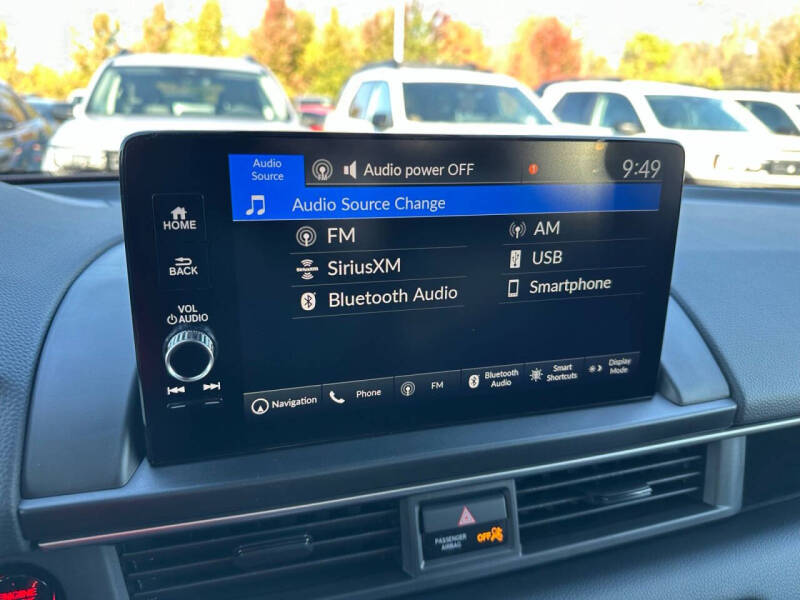 Audio
Source
Audio power OFF
9:49
Audio Source Change
HOME
BACK
VOL
AUDIO
FM
AM
SiriusXM
USB
Bluetooth Audio
Smartphone
Navigation
Phone
FM
Bluetooth
Audio
Smart
Shortcuts
Display
Mode
PASSENGER
AIRBAG
OFF
ENGINE